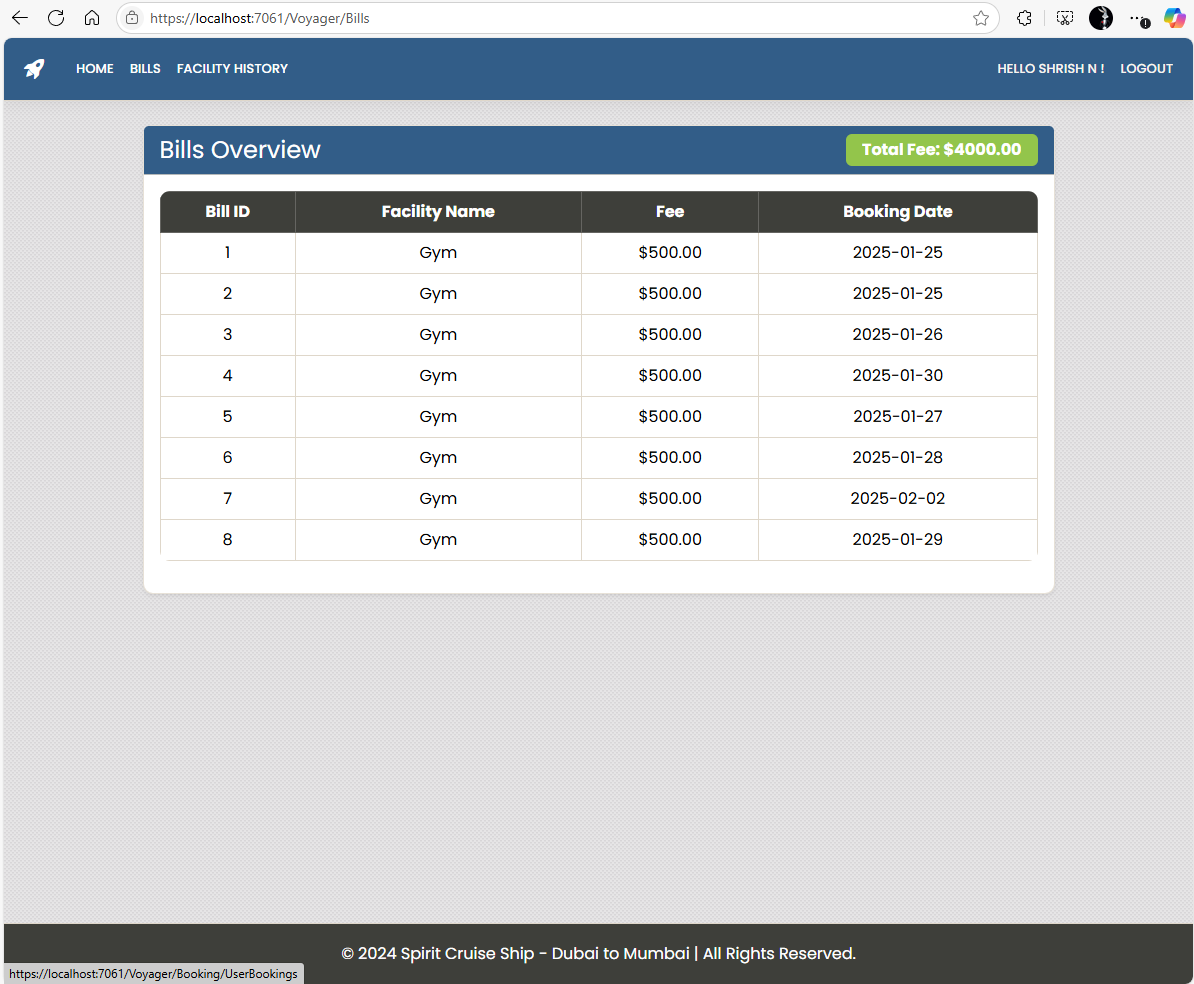 https://localhost:7061/Voyager/Bills
HOME BILLS FACILITY HISTORY HELLO SHRISH N ! LOGOUT
Bills Overview Total Fee: $4000.00
Bill ID Facility Name Fee Booking Date
1 Gym $500.00 2025-01-25
2 Gym $500.00 2025-01-25
3 Gym $500.00 2025-01-26
4 Gym $500.00 2025-01-30
5 Gym $500.00 2025-01-27
6 Gym $500.00 2025-01-28
7 Gym $500.00 2025-02-02
8 Gym $500.00 2025-01-29
© 2024 Spirit Cruise Ship - Dubai to Mumbai | All Rights Reserved.
https://localhost:7061/Voyager/Booking/UserBookings